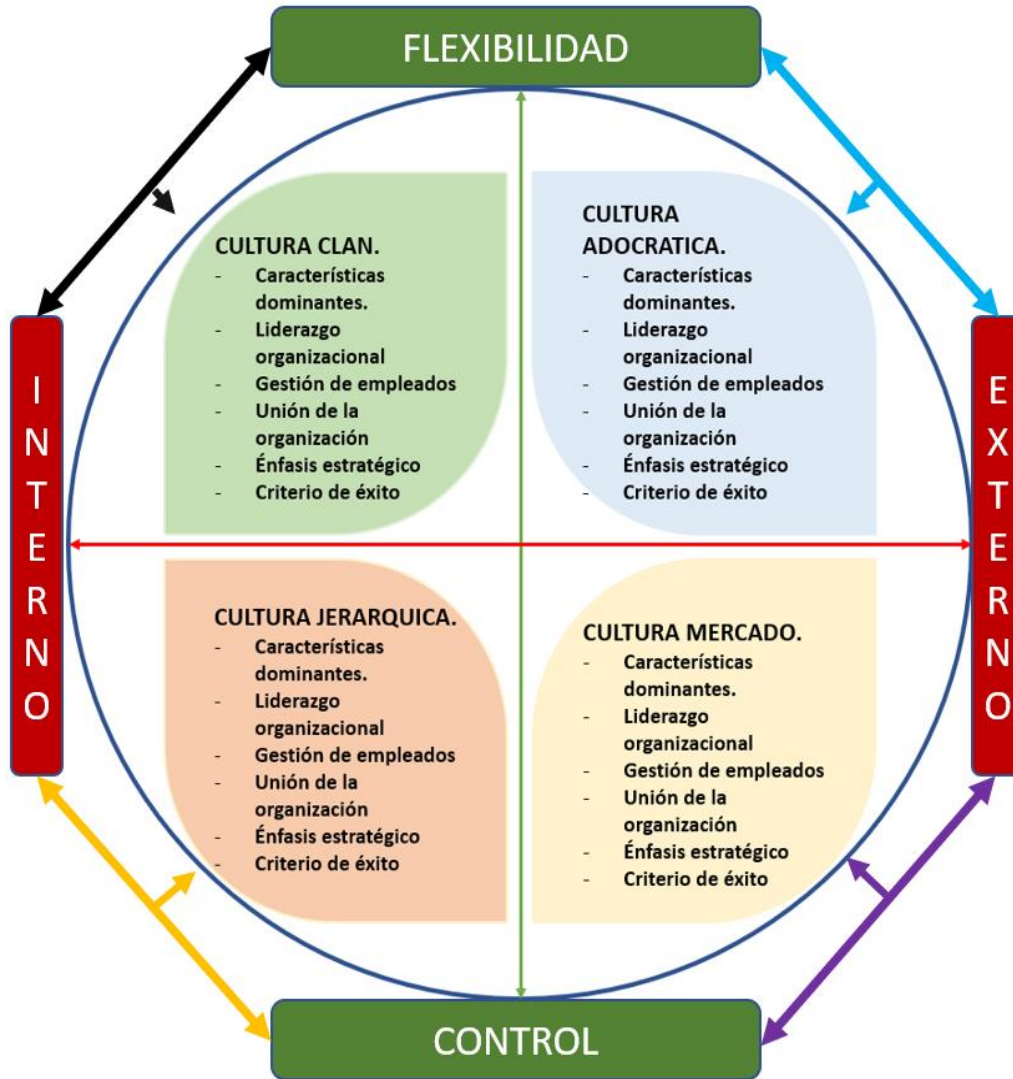 FLEXIBILIDAD
INTERNO
CULTURA CLAN.
- Características
dominantes.
- Liderazgo
organizacional
- Gestión de empleados
- Unión de la
organización
- Énfasis estratégico
- Criterio de éxito
CULTURA
ADOCRATICA.
- Características
dominantes.
- Liderazgo
organizacional
- Gestión de empleados
- Unión de la
organización
- Énfasis estratégico
- Criterio de éxito
EXTERNO
CULTURA JERARQUICA.
- Características
dominantes.
- Liderazgo
organizacional
- Gestión de empleados
- Unión de la
organización
- Énfasis estratégico
- Criterio de éxito
CULTURA MERCADO.
- Características
dominantes.
- Liderazgo
organizacional
- Gestión de empleados
- Unión de la
organización
- Énfasis estratégico
- Criterio de éxito
CONTROL